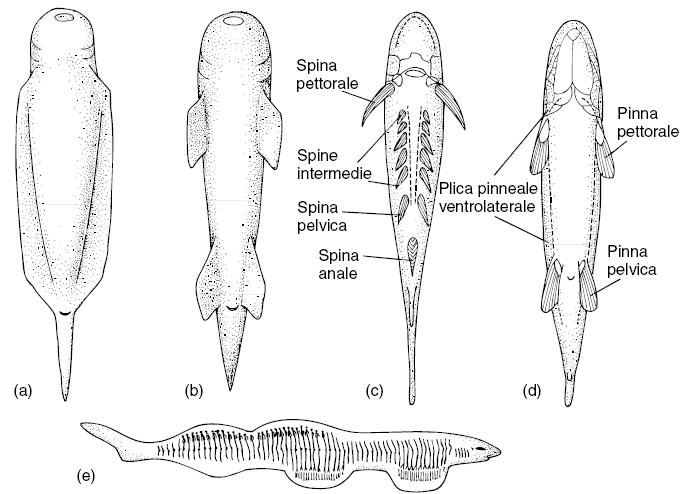 Spina
pettorale
Spine
intermedie
Spina
pelvica
Spina
anale
Plica pinneale
ventrolaterale
Pinna
pettorale
Pinna
pelvica
(a)
(b)
(c)
(d)
(e)